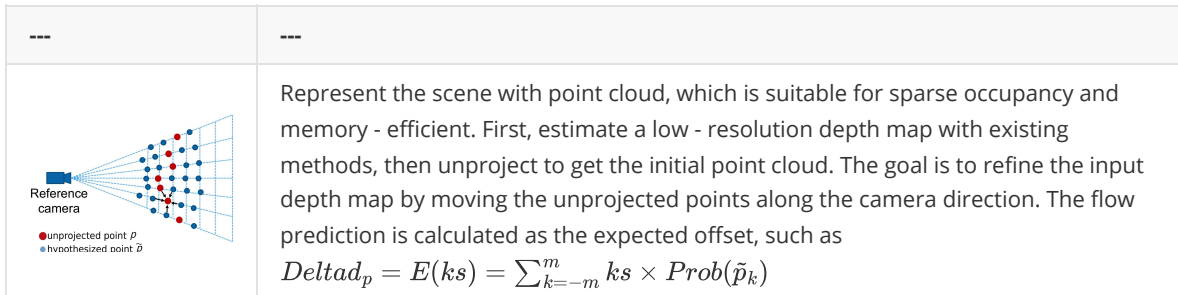 ---
---
Reference
camera
unprojected point p
hypothesized point p̃
Represent the scene with point cloud, which is suitable for sparse occupancy and
memory - efficient. First, estimate a low - resolution depth map with existing
methods, then unproject to get the initial point cloud. The goal is to refine the input
depth map by moving the unprojected points along the camera direction. The flow
prediction is calculated as the expected offset, such as
$Deltad_p = E(ks) = \sum_{k=-m}^{m} ks \times Prob(\tilde{p}_k)$